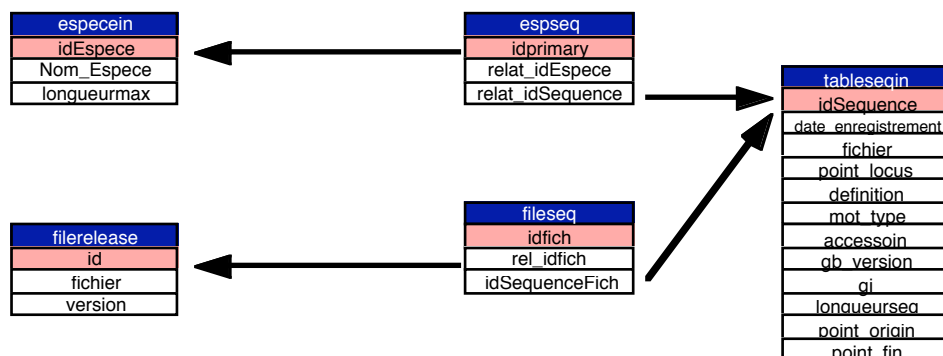 especein
idEspece
Nom_Espece
longueurmax
espseq
idprimary
relat_idEspece
relat_idSequence
filerelease
id
fichier
version
fileseq
idfich
rel_idfich
idSequenceFich
tableseqin
idSequence
date_enregistrement
fichier
point_locus
definition
mot_type
accessoin
gb_version
gi
longueurseq
point_origin
point_fin